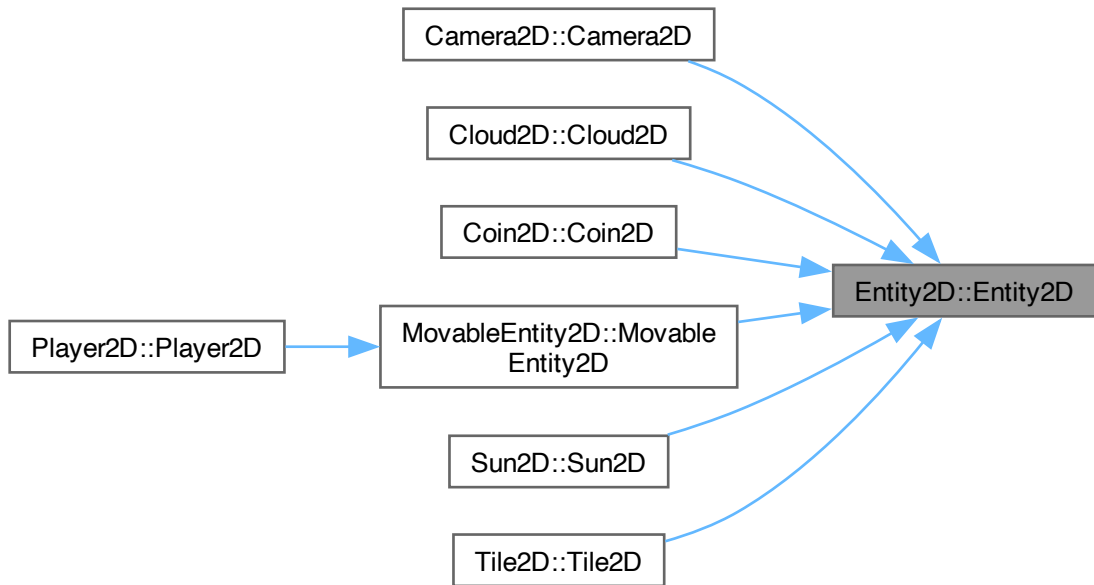 Camera2D::Camera2D
Cloud2D::Cloud2D
Coin2D::Coin2D
Entity2D::Entity2D
Player2D::Player2D
MovableEntity2D::Movable
Entity2D
Sun2D::Sun2D
Tile2D::Tile2D